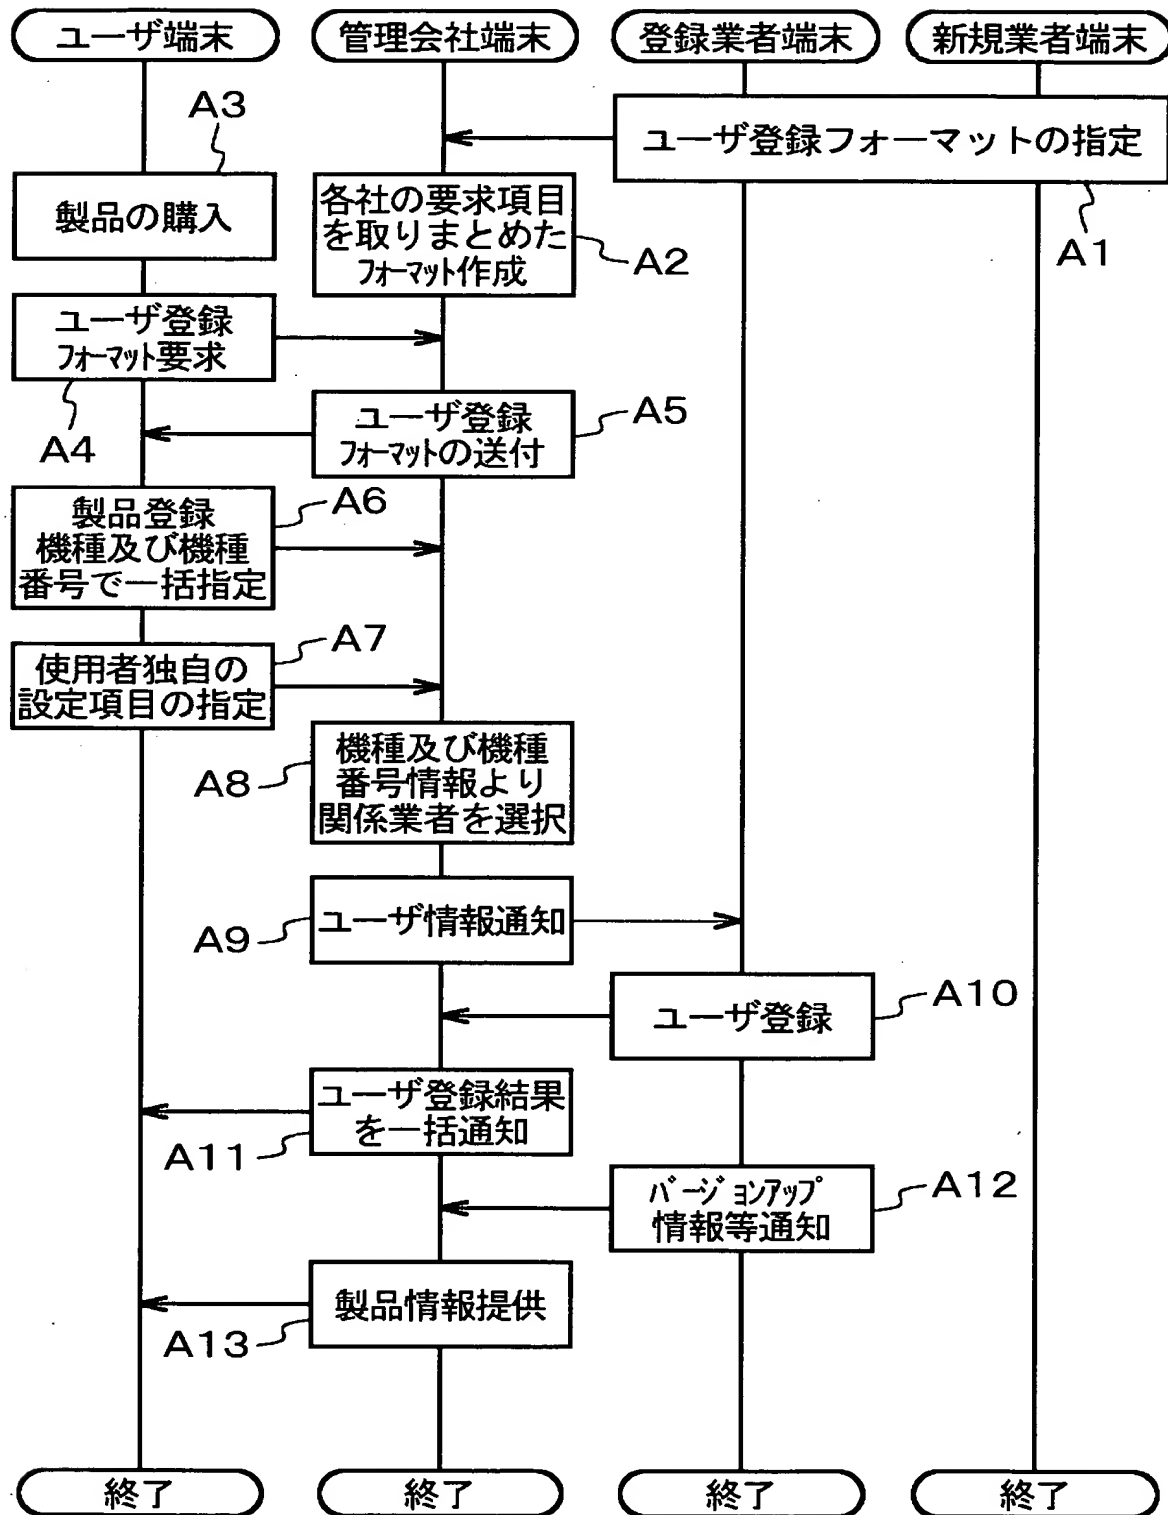 ユーザ端末
管理会社端末
登録業者端末
新規業者端末
ユーザ登録フォーマットの指定
A1
A3
製品の購入
各社の要求項目
を取りまとめた
フォーマット作成
A2
ユーザ登録
フォーマット要求
A4
ユーザ登録
フォーマットの送付
A5
製品登録
機種及び機種
番号で一括指定
A6
使用者独自の
設定項目の指定
A7
機種及び機種
番号情報より
関係業者を選択
A8
ユーザ情報通知
A9
ユーザ登録
A10
ユーザ登録結果
を一括通知
A11
バージョンアップ
情報等通知
A12
製品情報提供
A13
終了
終了
終了
終了